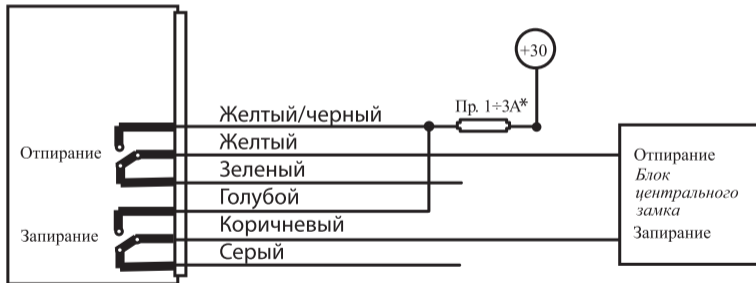 +30
Пр. 1÷3А*
Желтый/черный
Желтый
Зеленый
Голубой
Коричневый
Серый
Отпирание
Запирание
Отпирание
Блок
центрального
замка
Запирание